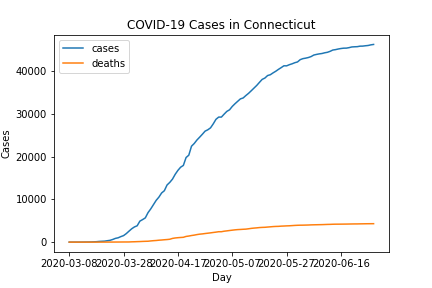 COVID-19 Cases in Connecticut
cases
deaths
40000
30000
20000
10000
0
Cases
2020-03-08 2020-03-28 2020-04-17 2020-05-07 2020-05-27 2020-06-16
Day